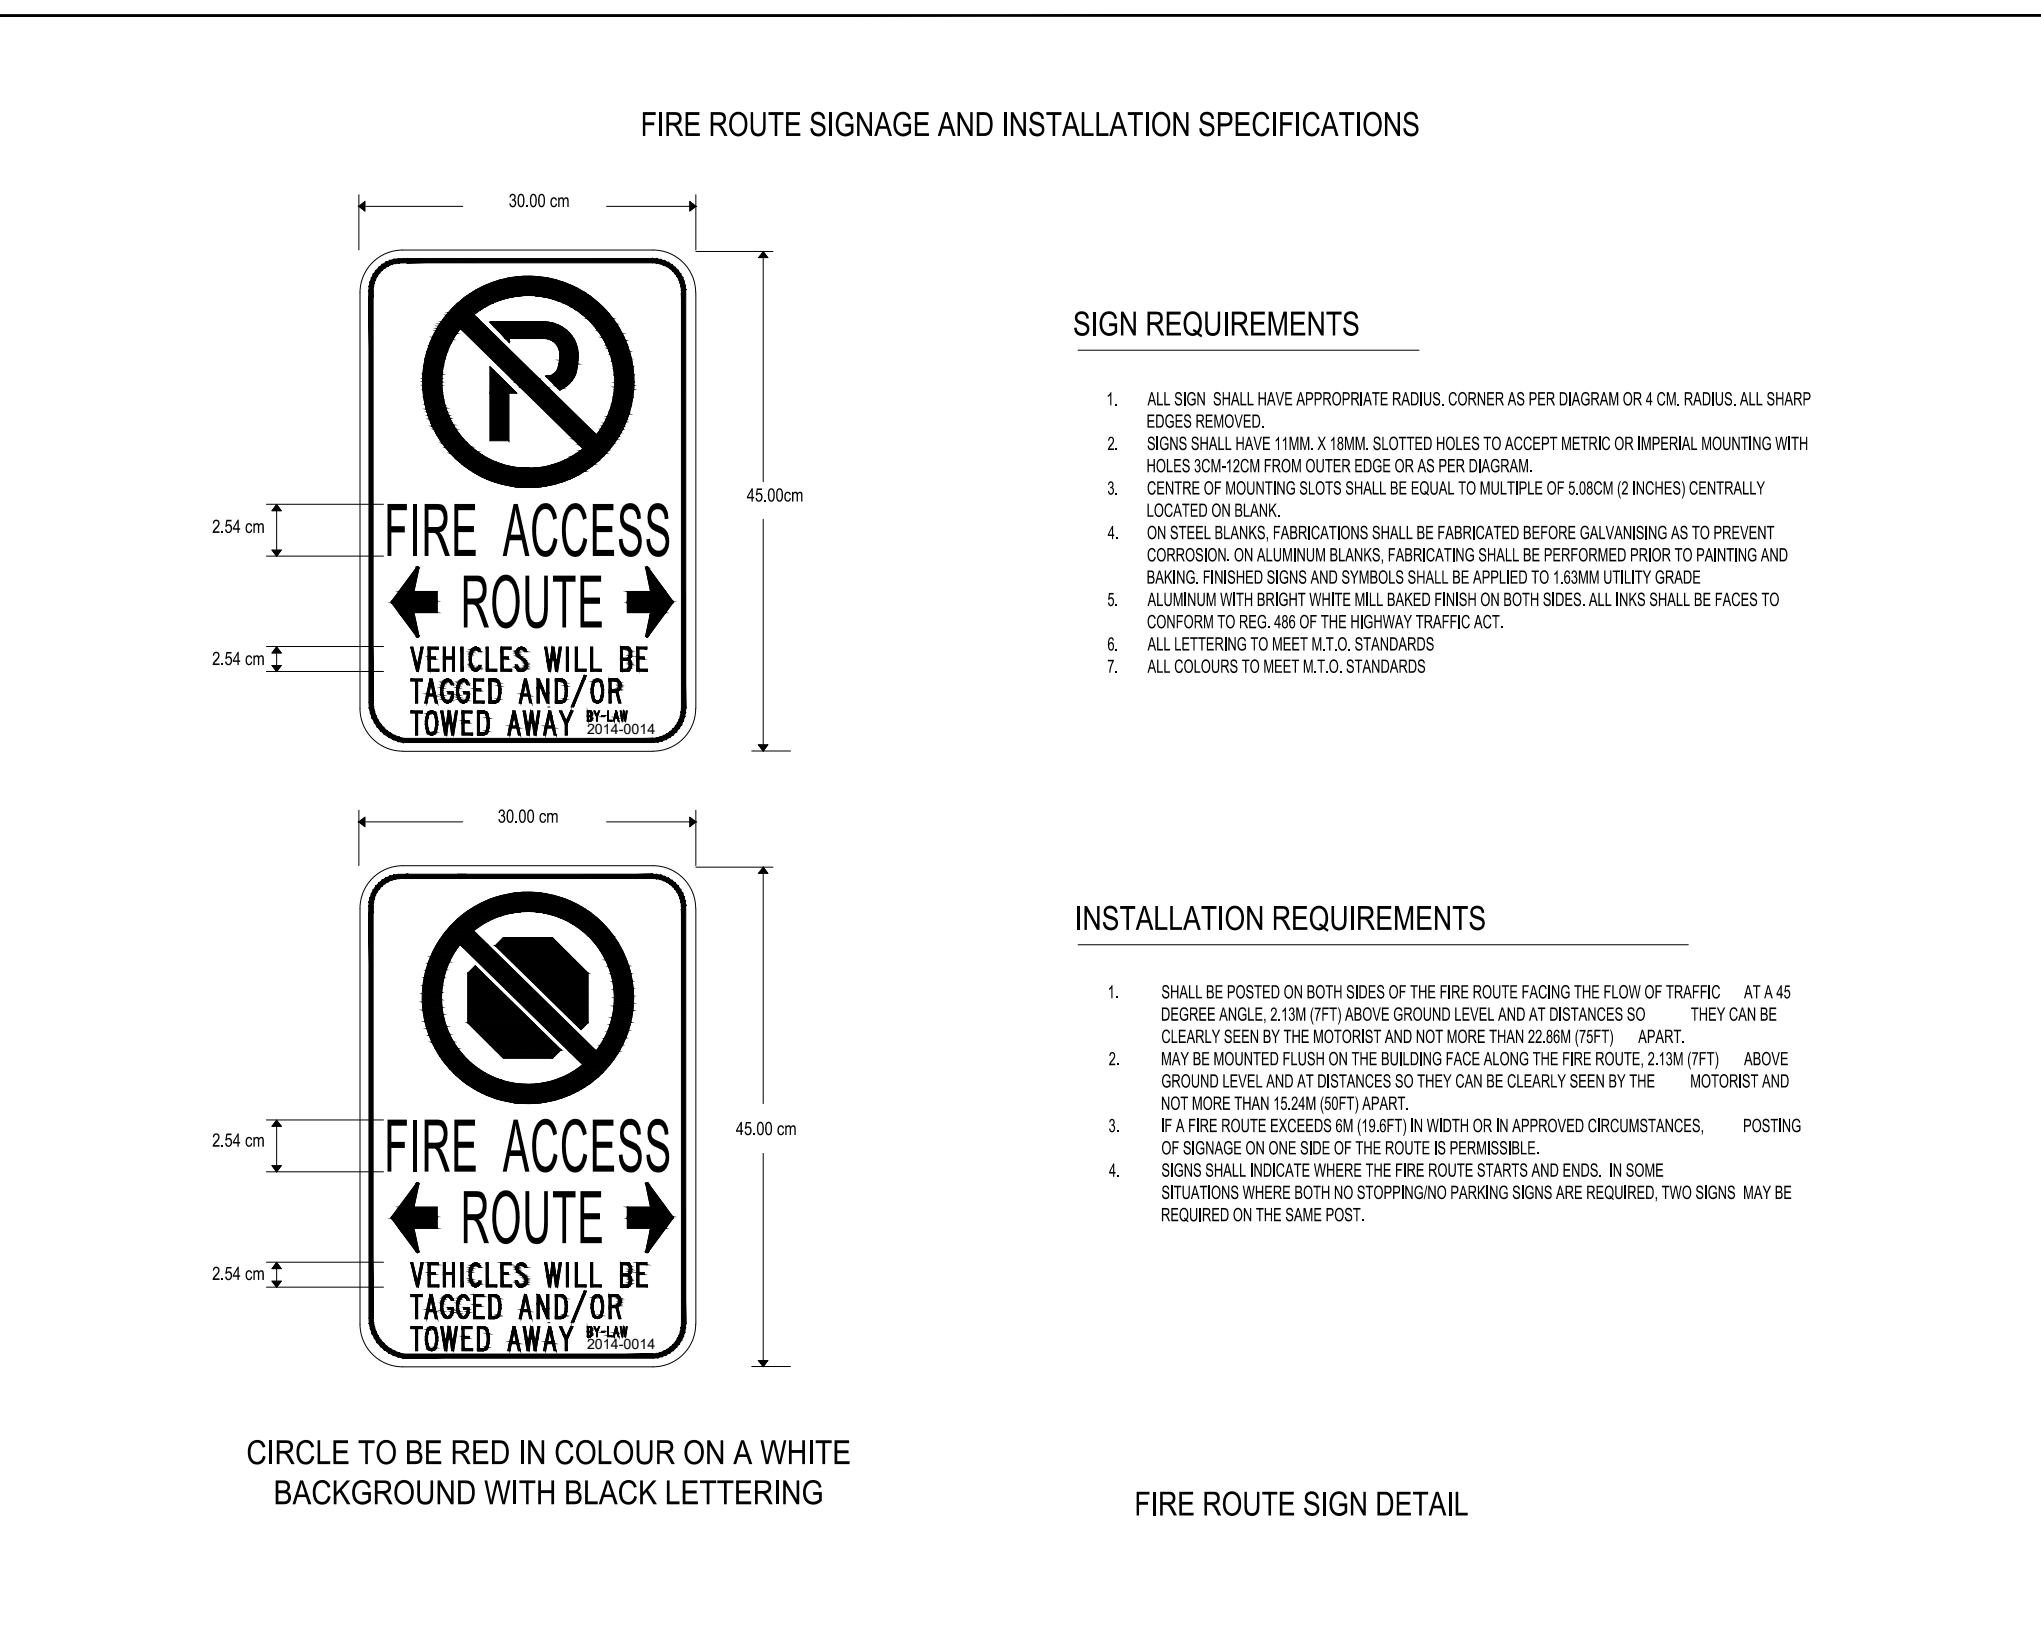 FIRE ROUTE SIGNAGE AND INSTALLATION SPECIFICATIONS
30.00 cm
45.00cm
2.54 cm
2.54 cm
FIRE ACCESS
ROUTE
VEHICLES WILL BE
TAGGED AND/OR
TOWED AWAY BY-LAW
2014-0014
SIGN REQUIREMENTS
1. ALL SIGN SHALL HAVE APPROPRIATE RADIUS. CORNER AS PER DIAGRAM OR 4 CM. RADIUS. ALL SHARP
EDGES REMOVED.
2. SIGNS SHALL HAVE 11MM. X 18MM. SLOTTED HOLES TO ACCEPT METRIC OR IMPERIAL MOUNTING WITH
HOLES 3CM-12CM FROM OUTER EDGE OR AS PER DIAGRAM.
3. CENTRE OF MOUNTING SLOTS SHALL BE EQUAL TO MULTIPLE OF 5.08CM (2 INCHES) CENTRALLY
LOCATED ON BLANK.
4. ON STEEL BLANKS, FABRICATIONS SHALL BE FABRICATED BEFORE GALVANISING AS TO PREVENT
CORROSION. ON ALUMINUM BLANKS, FABRICATING SHALL BE PERFORMED PRIOR TO PAINTING AND
BAKING. FINISHED SIGNS AND SYMBOLS SHALL BE APPLIED TO 1.63MM UTILITY GRADE
5. ALUMINUM WITH BRIGHT WHITE MILL BAKED FINISH ON BOTH SIDES. ALL INKS SHALL BE FACES TO
CONFORM TO REG. 486 OF THE HIGHWAY TRAFFIC ACT.
6. ALL LETTERING TO MEET M.T.O. STANDARDS
7. ALL COLOURS TO MEET M.T.O. STANDARDS
30.00 cm
45.00 cm
2.54 cm
2.54 cm
FIRE ACCESS
ROUTE
VEHICLES WILL BE
TAGGED AND/OR
TOWED AWAY BY-LAW
2014-0014
INSTALLATION REQUIREMENTS
1. SHALL BE POSTED ON BOTH SIDES OF THE FIRE ROUTE FACING THE FLOW OF TRAFFIC AT A 45
DEGREE ANGLE, 2.13M (7FT) ABOVE GROUND LEVEL AND AT DISTANCES SO THEY CAN BE
CLEARLY SEEN BY THE MOTORIST AND NOT MORE THAN 22.86M (75FT) APART.
2. MAY BE MOUNTED FLUSH ON THE BUILDING FACE ALONG THE FIRE ROUTE, 2.13M (7FT) ABOVE
GROUND LEVEL AND AT DISTANCES SO THEY CAN BE CLEARLY SEEN BY THE MOTORIST AND
NOT MORE THAN 15.24M (50FT) APART.
3. IF A FIRE ROUTE EXCEEDS 6M (19.6FT) IN WIDTH OR IN APPROVED CIRCUMSTANCES, POSTING
OF SIGNAGE ON ONE SIDE OF THE ROUTE IS PERMISSIBLE.
4. SIGNS SHALL INDICATE WHERE THE FIRE ROUTE STARTS AND ENDS. IN SOME
SITUATIONS WHERE BOTH NO STOPPING/NO PARKING SIGNS ARE REQUIRED, TWO SIGNS MAY BE
REQUIRED ON THE SAME POST.
CIRCLE TO BE RED IN COLOUR ON A WHITE
BACKGROUND WITH BLACK LETTERING
FIRE ROUTE SIGN DETAIL